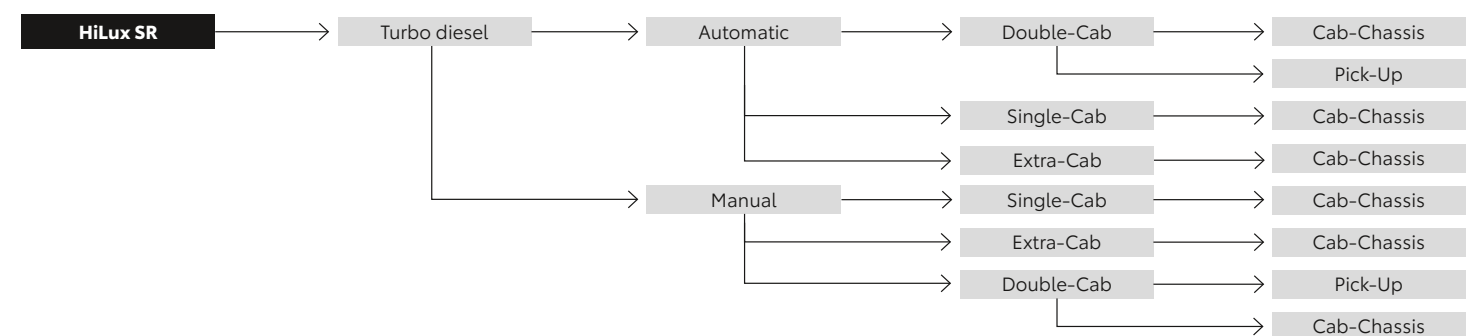 HiLux SR
Turbo diesel
Automatic
Double-Cab
Cab-Chassis
Pick-Up
Single-Cab
Cab-Chassis
Extra-Cab
Cab-Chassis
Manual
Single-Cab
Cab-Chassis
Extra-Cab
Cab-Chassis
Double-Cab
Pick-Up
Cab-Chassis